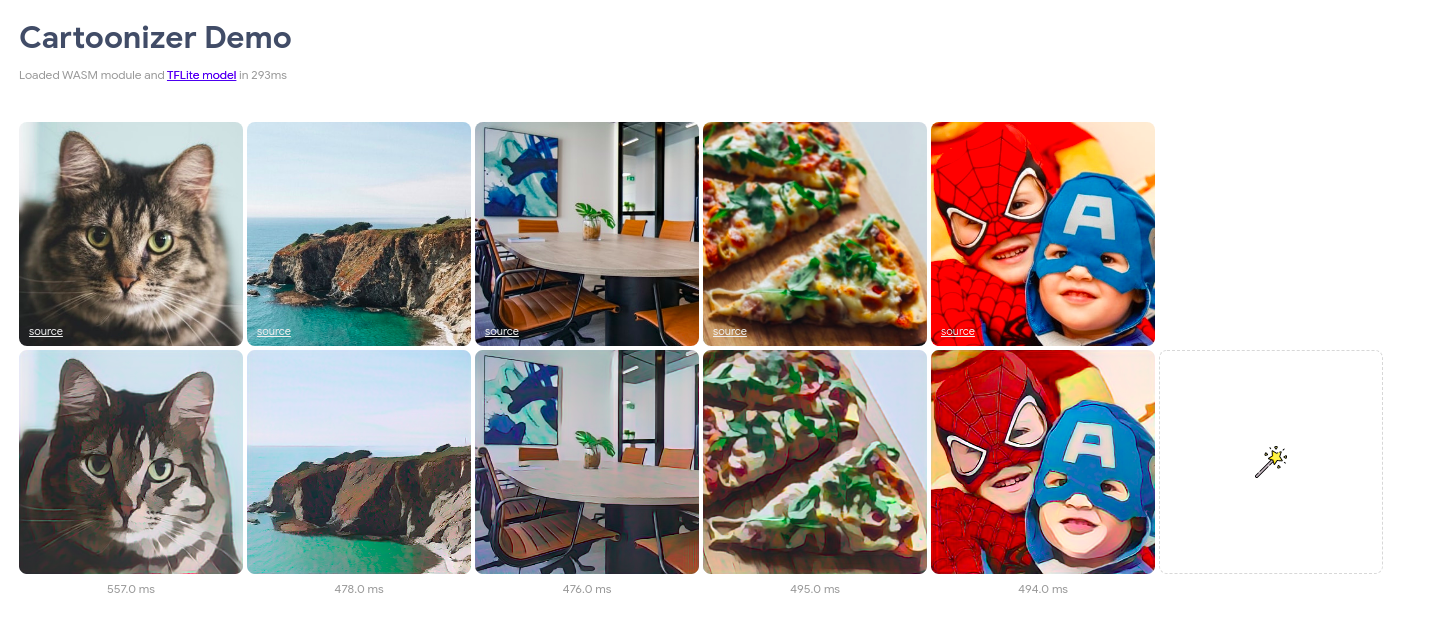 Cartoonizer Demo
Loaded WASM module and TFLite model in 293ms
source source source source source
A
A
557.0 ms 478.0 ms 476.0 ms 495.0 ms 494.0 ms